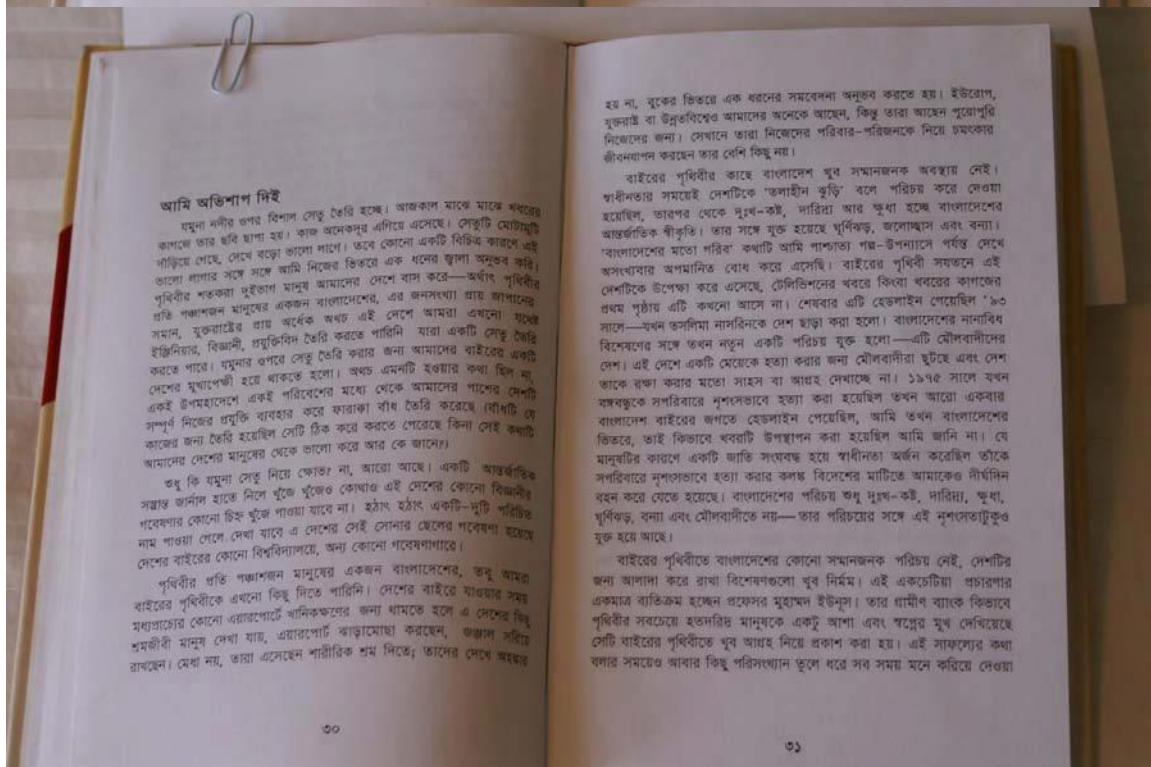 আমি অভিশাপ দিই
যমুনা নদীর ওপর বিশাল সেতু তৈরি হচ্ছে। আজকাল মাঝে মাঝে খবরের
কাগজে তার ছবি ছাপা হয়। কাজ অনেকদূর এগিয়ে এসেছে। সেতুটি মোটামুটি
দাঁড়িয়ে গেছে, দেখে বড়ো ভালো লাগে। তবে কোনো একটি বিচিত্র কারণে এই
ভালো লাগার সঙ্গে সঙ্গে আমি নিজের ভিতরে এক ধনের জ্বালা অনুভব করি।
পৃথিবীর শতকরা দুইভাগ মানুষ আমাদের দেশে বাস করে—অর্থাৎ পৃথিবীর
প্রতি পঞ্চাশজন মানুষের একজন বাংলাদেশের, এর জনসংখ্যা প্রায় জাপানের
সমান, যুক্তরাষ্ট্রের প্রায় অর্ধেক অথচ এই দেশে আমরা এখনো যথেষ্ট
ইঞ্জিনিয়ার, বিজ্ঞানী, প্রযুক্তিবিদ তৈরি করতে পারিনি যারা একটি সেতু তৈরি
করতে পারে। যমুনার ওপরে সেতু তৈরি করার জন্য আমাদের বাইরের একটি
দেশের মুখাপেক্ষী হয়ে থাকতে হলো। অথচ এমনটি হওয়ার কথা ছিল না,
একই উপমহাদেশে একই পরিবেশের মধ্যে থেকে আমাদের পাশের দেশটি
সম্পূর্ণ নিজের প্রযুক্তি ব্যবহার করে ফারাক্কা বাঁধ তৈরি করেছে (বাঁধটি যে
কাজের জন্য তৈরি হয়েছিল সেটি ঠিক করে করতে পেরেছে কিনা সেই কথাটি
আমাদের দেশের মানুষের থেকে ভালো করে আর কে জানে?)
শুধু কি যমুনা সেতু নিয়ে ক্ষোভ? না, আরো আছে। একটি আন্তর্জাতিক
সম্ভ্রান্ত জার্নাল হাতে নিলে খুঁজে খুঁজেও কোথাও এই দেশের কোনো বিজ্ঞানীর
গবেষণার কোনো চিহ্ন খুঁজে পাওয়া যাবে না। হঠাৎ হঠাৎ একটি-দুটি পরিচিত
নাম পাওয়া গেলে দেখা যাবে এ দেশের সেই সোনার ছেলের গবেষণা হয়েছে
দেশের বাইরের কোনো বিশ্ববিদ্যালয়ে, অন্য কোনো গবেষণাগারে।
পৃথিবীর প্রতি পঞ্চাশজন মানুষের একজন বাংলাদেশের, তবু আমরা
বাইরের পৃথিবীকে এখনো কিছু দিতে পারিনি। দেশের বাইরে যাওয়ার সময়
মধ্যপ্রাচ্যের কোনো এয়ারপোর্টে খানিকক্ষণের জন্য থামতে হলে এ দেশের কিছু
শ্রমজীবী মানুষ দেখা যায়, এয়ারপোর্ট ঝাড়ামোছা করছেন, জঞ্জাল সরিয়ে
রাখছেন। মেধা নয়, তারা এসেছেন শারীরিক শ্রম দিতে; তাদের দেখে অহঙ্কার
৩০
হয় না, বুকের ভিতরে এক ধরনের সমবেদনা অনুভব করতে হয়। ইউরোপ,
যুক্তরাষ্ট্র বা উন্নতবিশ্বেও আমাদের অনেকে আছেন, কিন্তু তারা আছেন পুরোপুরি
নিজেদের জন্য। সেখানে তারা নিজেদের পরিবার-পরিজনকে নিয়ে চমৎকার
জীবনযাপন করছেন তার বেশি কিছু নয়।
বাইরের পৃথিবীর কাছে বাংলাদেশ খুব সম্মানজনক অবস্থায় নেই।
স্বাধীনতার সময়েই দেশটিকে 'তলাহীন ঝুড়ি' বলে পরিচয় করে দেওয়া
হয়েছিল, তারপর থেকে দুঃখ-কষ্ট, দারিদ্র্য আর ক্ষুধা হচ্ছে বাংলাদেশের
আন্তর্জাতিক স্বীকৃতি। তার সঙ্গে যুক্ত হয়েছে ঘূর্ণিঝড়, জলোচ্ছাস এবং বন্যা।
'বাংলাদেশের মতো গরিব' কথাটি আমি পাশ্চাত্য গল্প-উপন্যাসে পর্যন্ত দেখে
অসংখ্যবার অপমানিত বোধ করে এসেছি। বাইরের পৃথিবী সযতনে এই
দেশটিকে উপেক্ষা করে এসেছে, টেলিভিশনের খবরে কিংবা খবরের কাগজের
প্রথম পৃষ্ঠায় এটি কখনো আসে না। শেষবার এটি হেডলাইন পেয়েছিল '৯৩
সালে—যখন তসলিমা নাসরিনকে দেশ ছাড়া করা হলো। বাংলাদেশের নানাবিধ
বিশেষণের সঙ্গে তখন নতুন একটি পরিচয় যুক্ত হলো—এটি মৌলবাদীদের
দেশ। এই দেশে একটি মেয়েকে হত্যা করার জন্য মৌলবাদীরা ছুটছে এবং দেশ
তাকে রক্ষা করার মতো সাহস বা আগ্রহ দেখাচ্ছে না। ১৯৭৫ সালে যখন
বঙ্গবন্ধুকে সপরিবারে নৃশংসভাবে হত্যা করা হয়েছিল তখন আরো একবার
বাংলাদেশ বাইরের জগতে হেডলাইন পেয়েছিল, আমি তখন বাংলাদেশের
ভিতরে, তাই কিভাবে খবরটি উপস্থাপন করা হয়েছিল আমি জানি না। যে
মানুষটির কারণে একটি জাতি সংঘবদ্ধ হয়ে স্বাধীনতা অর্জন করেছিল তাঁকে
সপরিবারে নৃশংসভাবে হত্যা করার কলঙ্ক বিদেশের মাটিতে আমাকেও দীর্ঘদিন
বহন করে যেতে হয়েছে। বাংলাদেশের পরিচয় শুধু দুঃখ-কষ্ট, দারিদ্র্য, ক্ষুধা,
ঘূর্ণিঝড়, বন্যা এবং মৌলবাদীতে নয়—তার পরিচয়ের সঙ্গে এই নৃশংসতাটুকুও
যুক্ত হয়ে আছে।
বাইরের পৃথিবীতে বাংলাদেশের কোনো সম্মানজনক পরিচয় নেই, দেশটির
জন্য আলাদা করে রাখা বিশেষণগুলো খুব নির্মম। এই একচেটিয়া প্রচারণার
একমাত্র ব্যতিক্রম হচ্ছেন প্রফেসর মুহাম্মদ ইউনূস। তার গ্রামীণ ব্যাংক কিভাবে
পৃথিবীর সবচেয়ে হতদরিদ্র মানুষকে একটু আশা এবং স্বপ্নের মুখ দেখিয়েছে
সেটি বাইরের পৃথিবীতে খুব আগ্রহ নিয়ে প্রকাশ করা হয়। এই সাফল্যের কথা
বলার সময়েও আবার কিছু পরিসংখ্যান তুলে ধরে সব সময় মনে করিয়ে দেওয়া
৩১